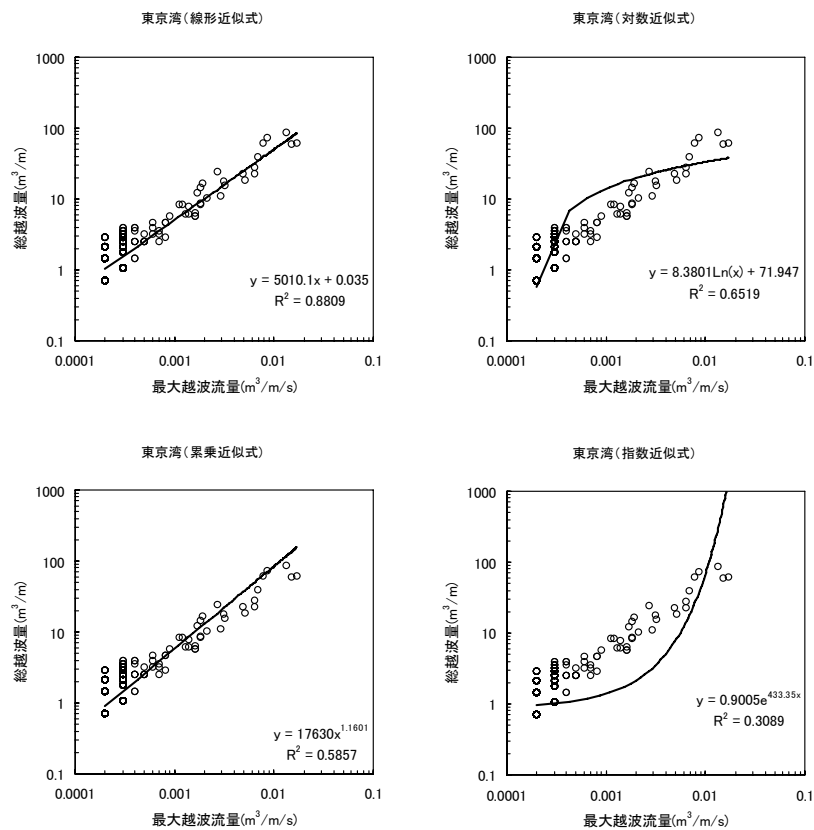 東京湾(線形近似式)
1000
100
10
1
0.1
総越波量(m³/m)
y = 5010.1x + 0.035
R² = 0.8809
0.0001 0.001 0.01 0.1
最大越波流量(m³/m/s)
東京湾(対数近似式)
1000
100
10
1
0.1
総越波量(m³/m)
y = 8.3801Ln(x) + 71.947
R² = 0.6519
0.0001 0.001 0.01 0.1
最大越波流量(m³/m/s)
東京湾(累乗近似式)
1000
100
10
1
0.1
総越波量(m³/m)
y = 17630x^1.1601
R² = 0.5857
0.0001 0.001 0.01 0.1
最大越波流量(m³/m/s)
東京湾(指数近似式)
1000
100
10
1
0.1
総越波量(m³/m)
y = 0.9005e^433.35x
R² = 0.3089
0.0001 0.001 0.01 0.1
最大越波流量(m³/m/s)